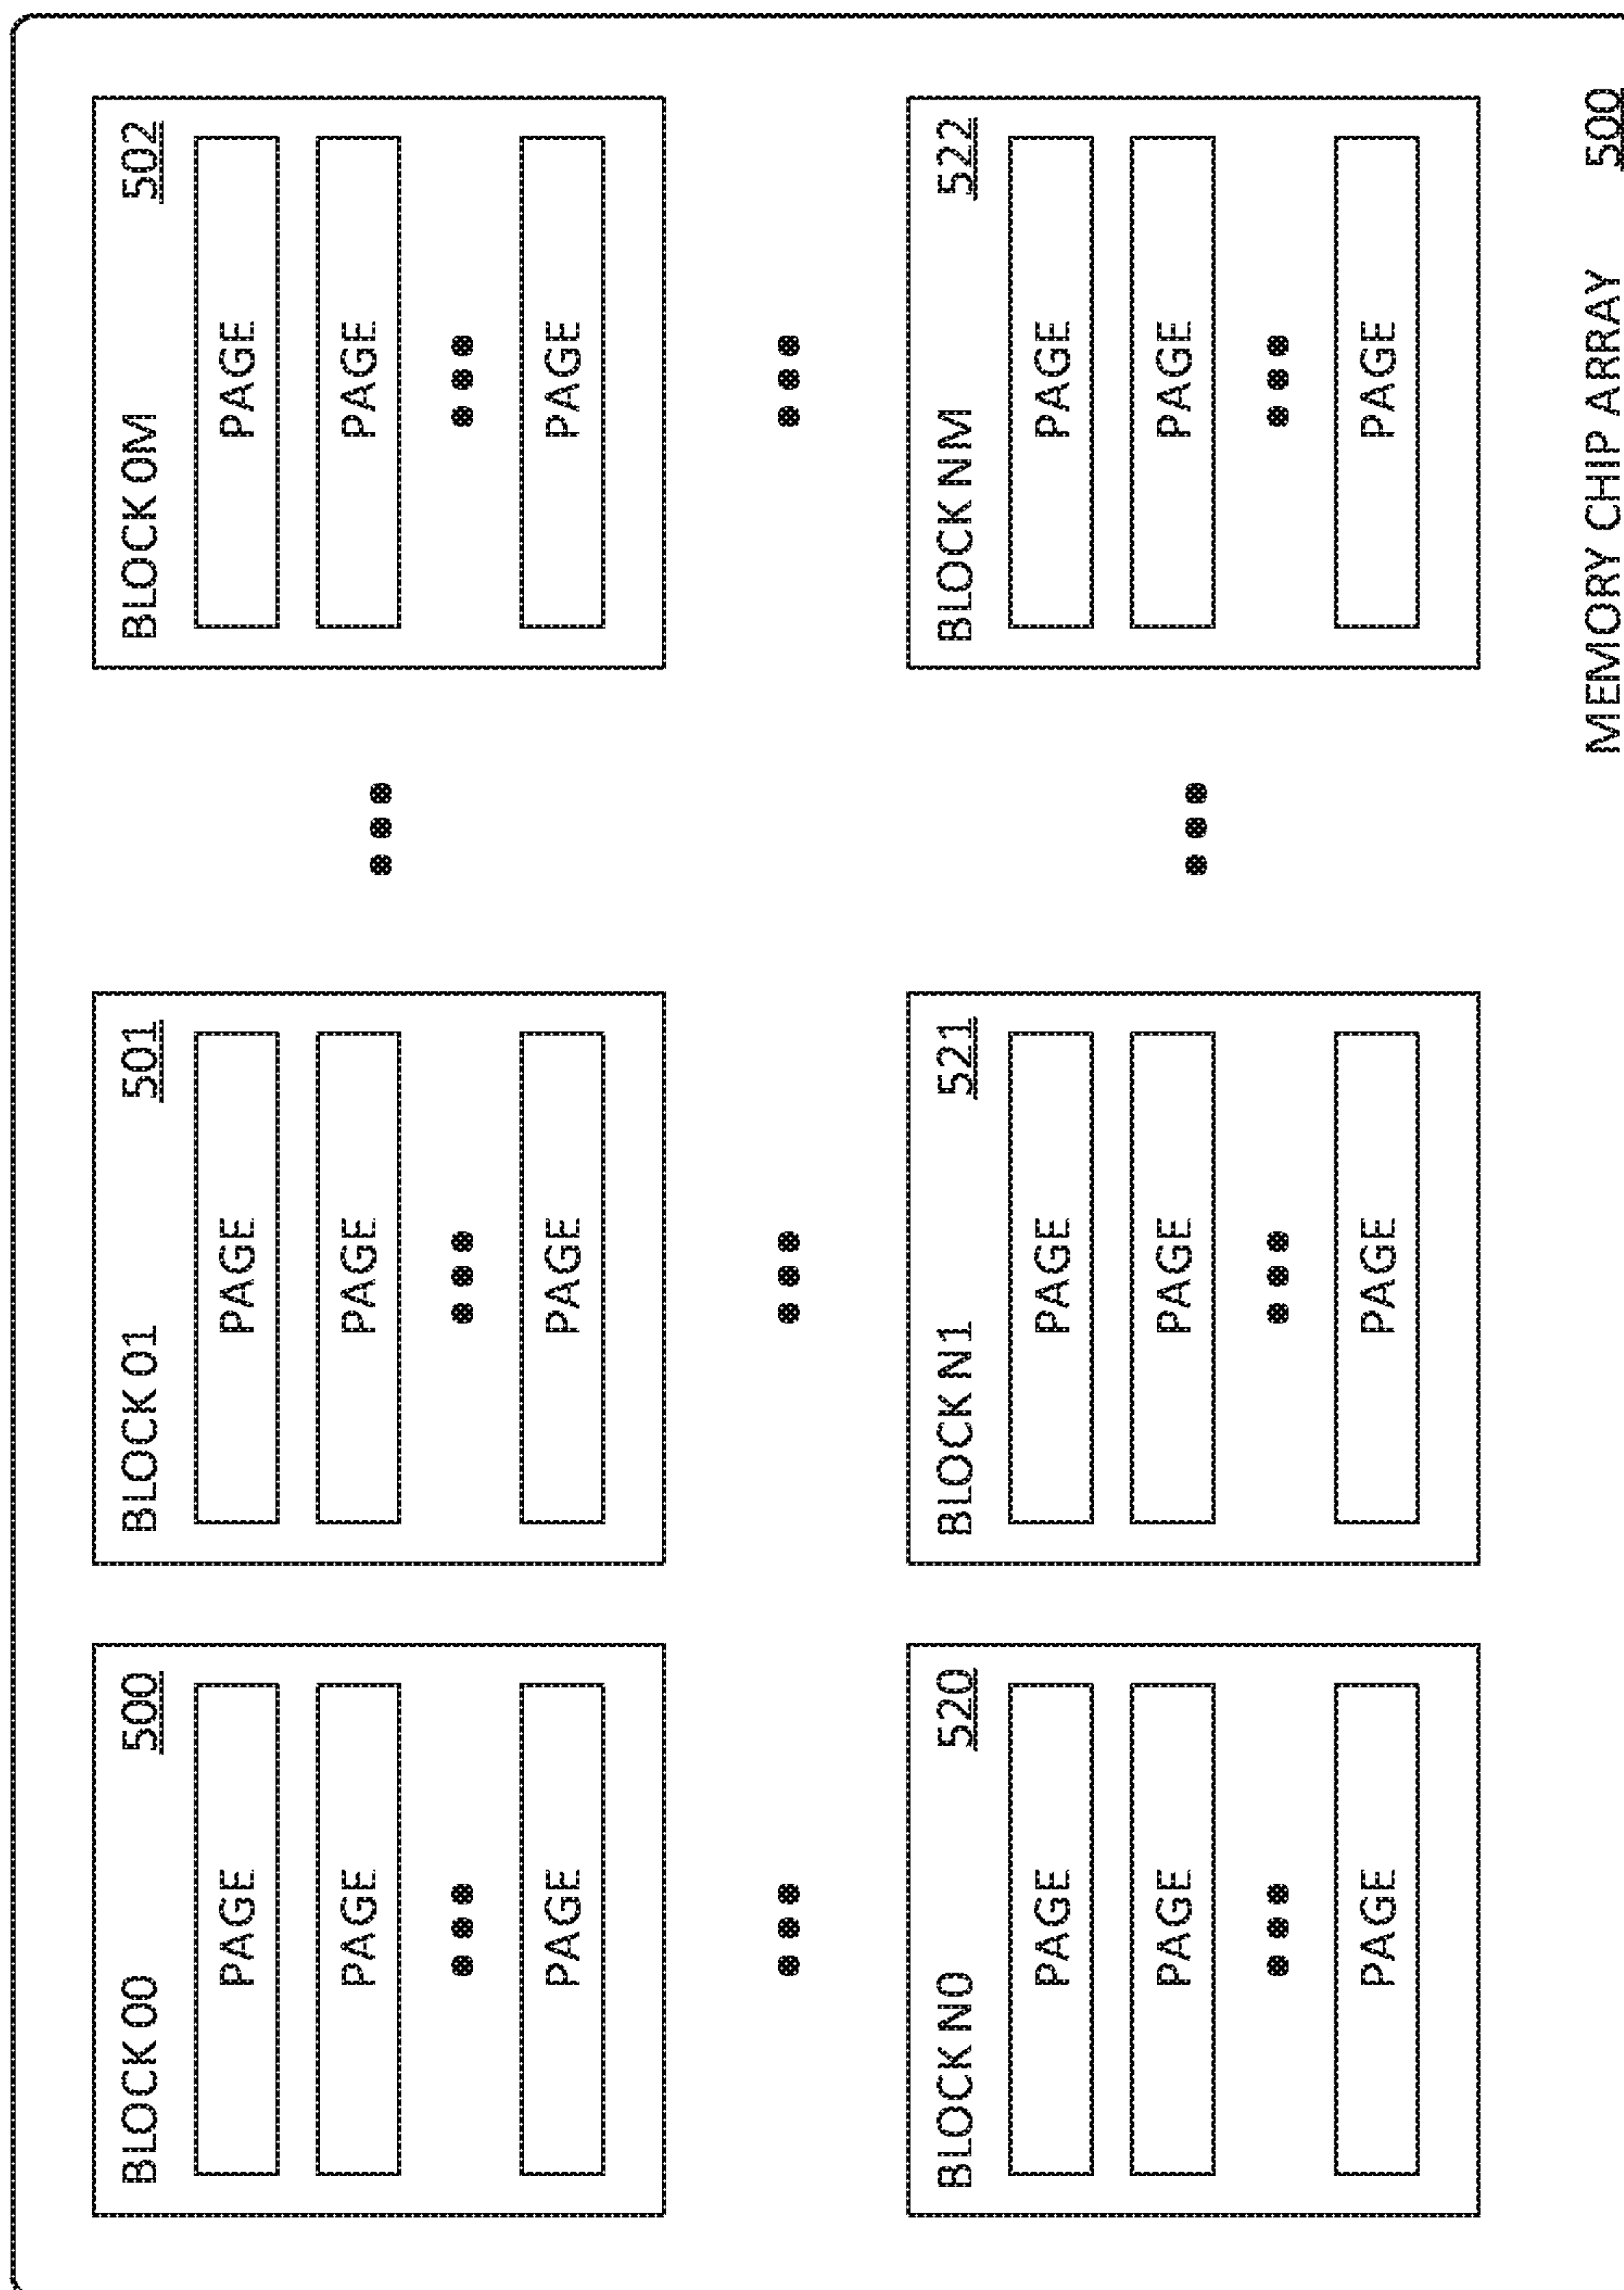 BLOCK 00 500
PAGE
PAGE
PAGE
BLOCK 01 501
PAGE
PAGE
PAGE
BLOCK 0M 502
PAGE
PAGE
PAGE
BLOCK N0 520
PAGE
PAGE
PAGE
BLOCK N1 521
PAGE
PAGE
PAGE
BLOCK NM 522
PAGE
PAGE
PAGE
MEMORY CHIP ARRAY 500